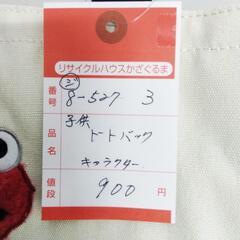 リサイクルハウスかざぐるま
ジ
番号 8-527 3
品名 子供 トートバック
キャラクター
値段 900 円